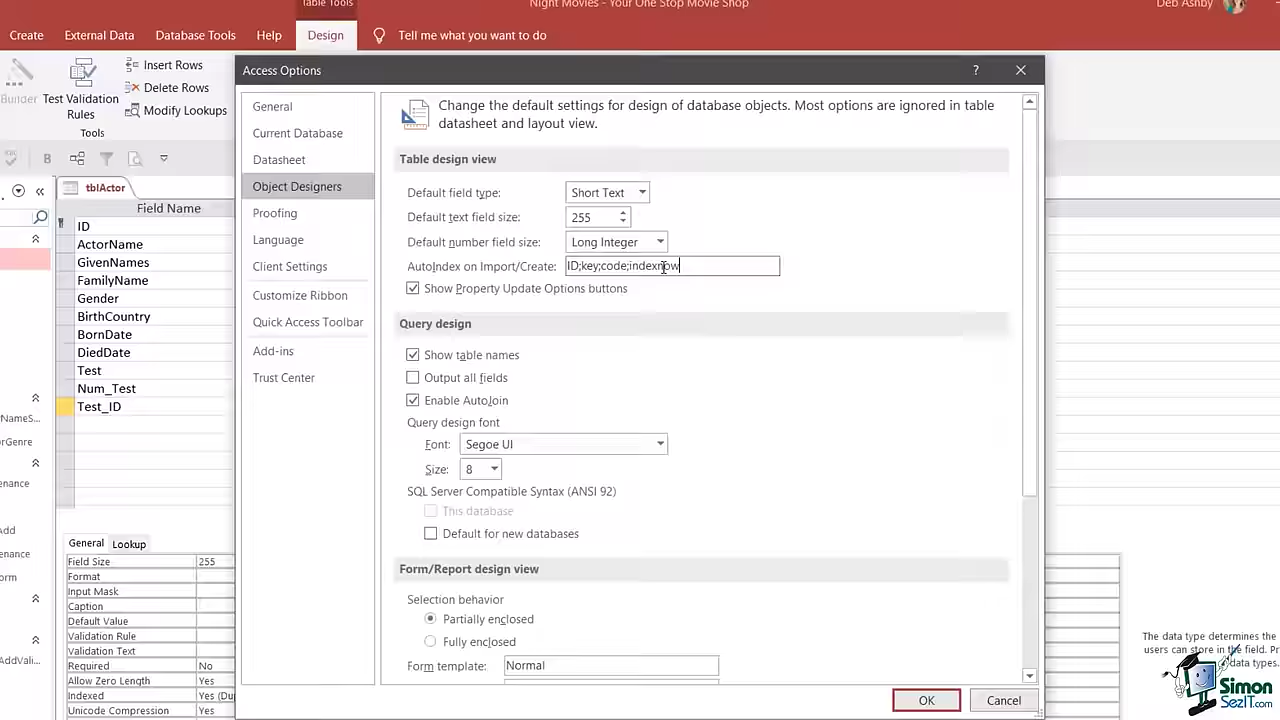 Table Tools
Night Movies - Your One Stop Movie Shop
Deb Ashby
Create
External Data
Database Tools
Help
Design
Tell me what you want to do
Builder
Test Validation
Rules
Insert Rows
Delete Rows
Modify Lookups
Tools
B
tblActor
Field Name
ID
ActorName
GivenNames
FamilyName
Gender
BirthCountry
BornDate
DiedDate
Test
Num_Test
Test_ID
Access Options
?
General
Current Database
Datasheet
Object Designers
Proofing
Language
Client Settings
Customize Ribbon
Quick Access Toolbar
Add-ins
Trust Center
Change the default settings for design of database objects. Most options are ignored in table
datasheet and layout view.
Table design view
Default field type:
Short Text
Default text field size:
255
Default number field size:
Long Integer
AutoIndex on Import/Create:
ID;key;code;indexnow
Show Property Update Options buttons
Query design
Show table names
Output all fields
Enable AutoJoin
Query design font
Font:
Segoe UI
Size:
8
SQL Server Compatible Syntax (ANSI 92)
This database
Default for new databases
Form/Report design view
Selection behavior
Partially enclosed
Fully enclosed
Form template:
Normal
OK
Cancel
General
Lookup
Field Size 255
Format
Input Mask
Caption
Default Value
Validation Rule
Validation Text
Required No
Allow Zero Length Yes
Indexed Yes (Dup
Unicode Compression Yes
The data type determines the
users can store in the field. Pr
data types.
Simon
SezIT.com